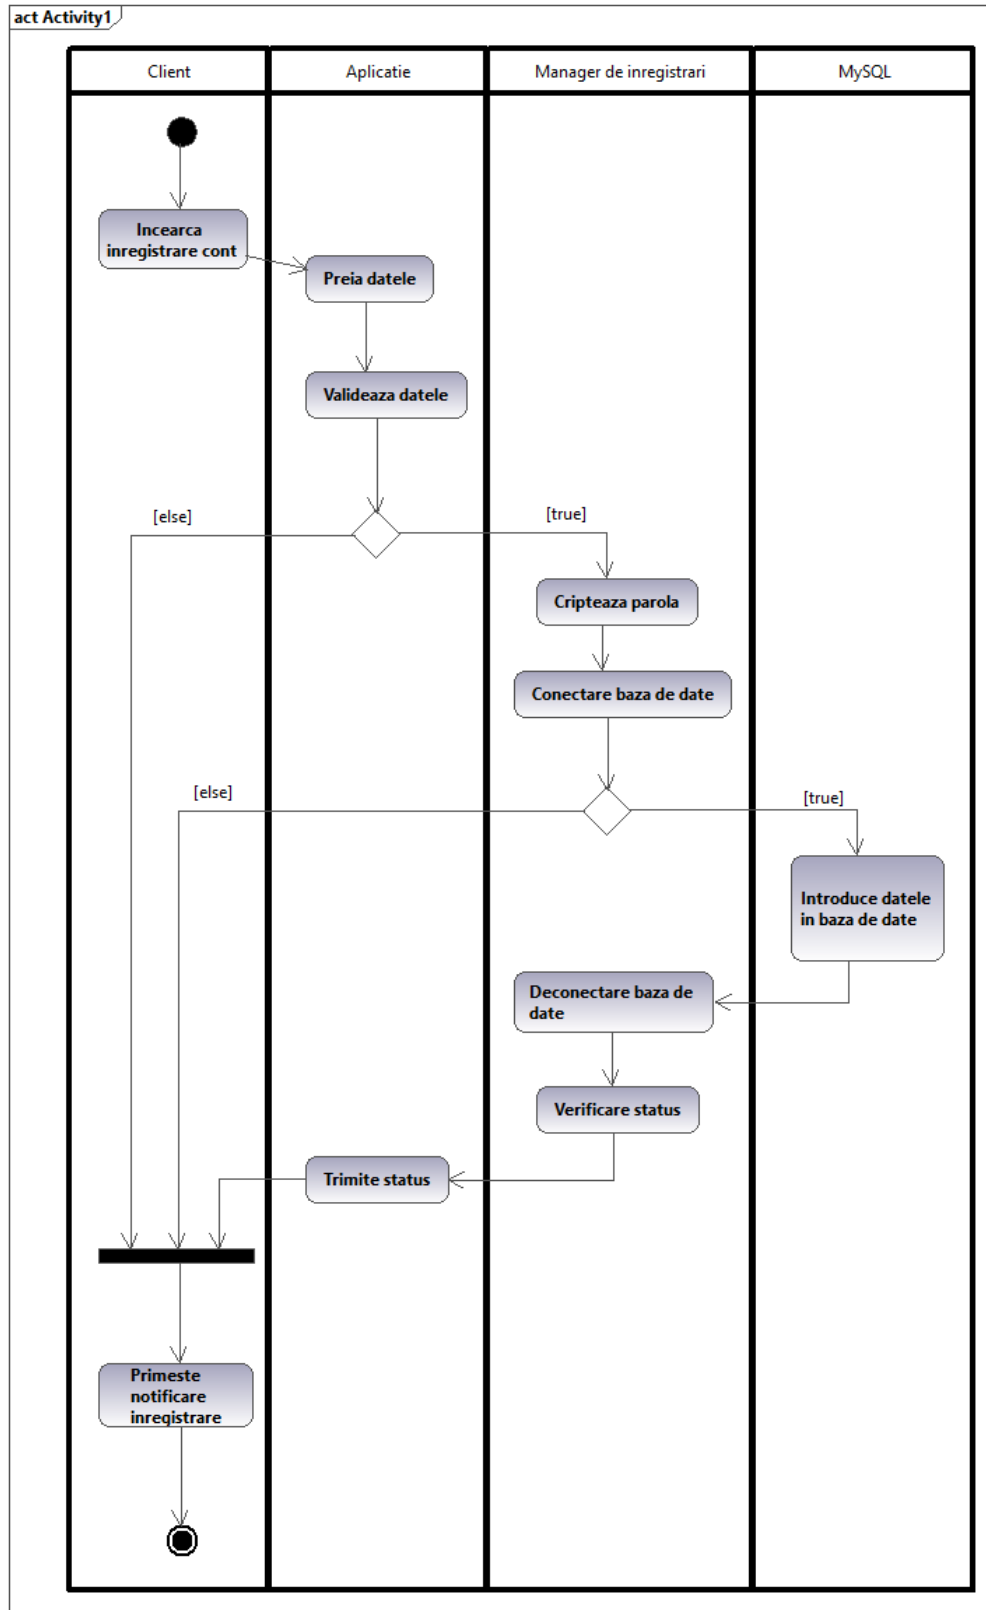 act Activity1
Client
Aplicatie
Manager de inregistrari
MySQL
Incearca
inregistrare cont
Preia datele
Valideaza datele
[else]
[true]
Cripteaza parola
Conectare baza de date
[else]
[true]
Introduce datele
in baza de date
Deconectare baza de
date
Verificare status
Trimite status
Primeste
notificare
inregistrare